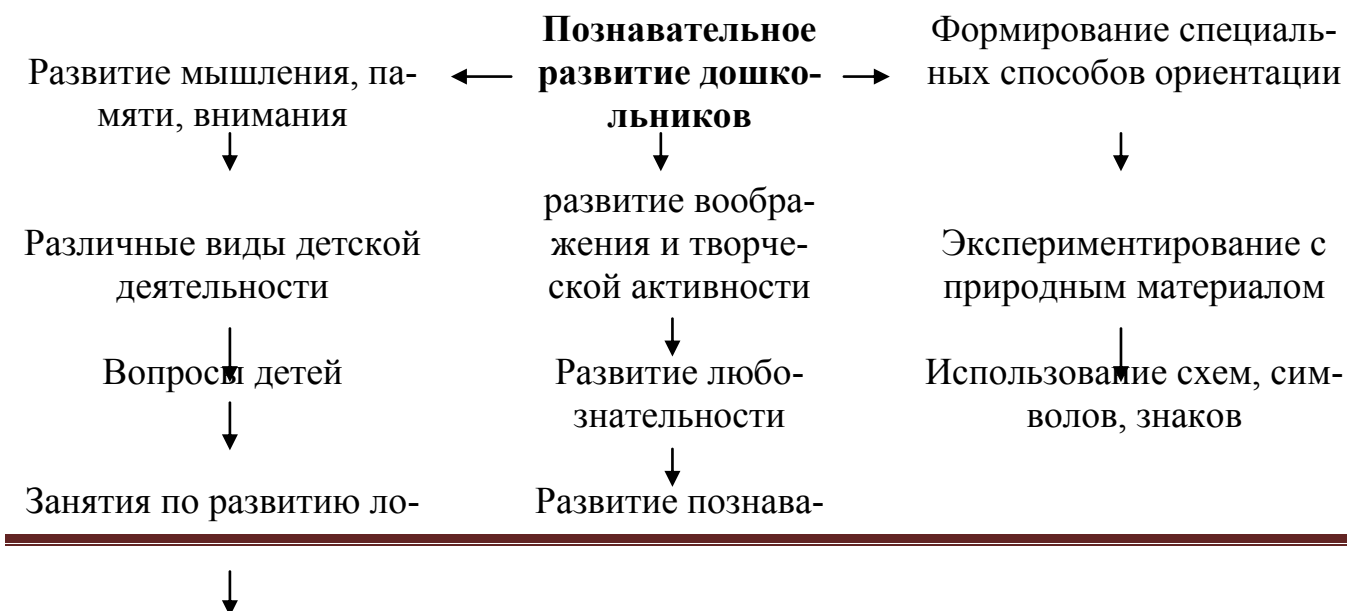 Познавательное
развитие дошко-
льников
Развитие мышления, па-
мяти, внимания
Формирование специаль-
ных способов ориентации
Различные виды детской
деятельности
развитие вообра-
жения и творче-
ской активности
Экспериментирование с
природным материалом
Вопросы детей
Развитие любо-
знательности
Использование схем, сим-
волов, знаков
Занятия по развитию ло-
Развитие познава-